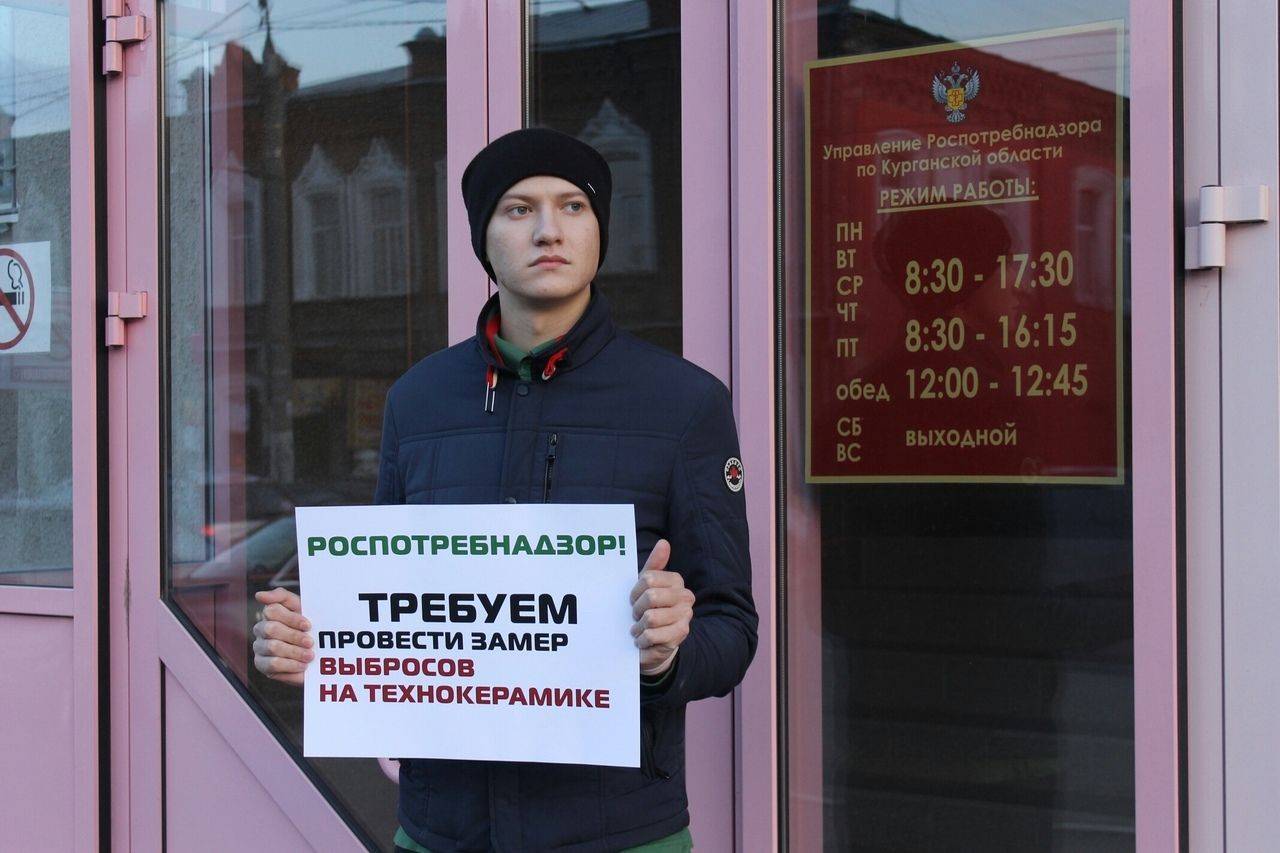 РОСПОТРЕБНАДЗОР!
ТРЕБУЕМ
ПРОВЕСТИ ЗАМЕР
ВЫБРОСОВ
НА ТЕХНОКЕРАМИКЕ
Управление Роспотребнадзора
по Курганской области
РЕЖИМ РАБОТЫ:
ПН
ВТ
СР 8:30 - 17:30
ЧТ
ПТ 8:30 - 16:15
обед 12:00 - 12:45
СБ
ВС выходной